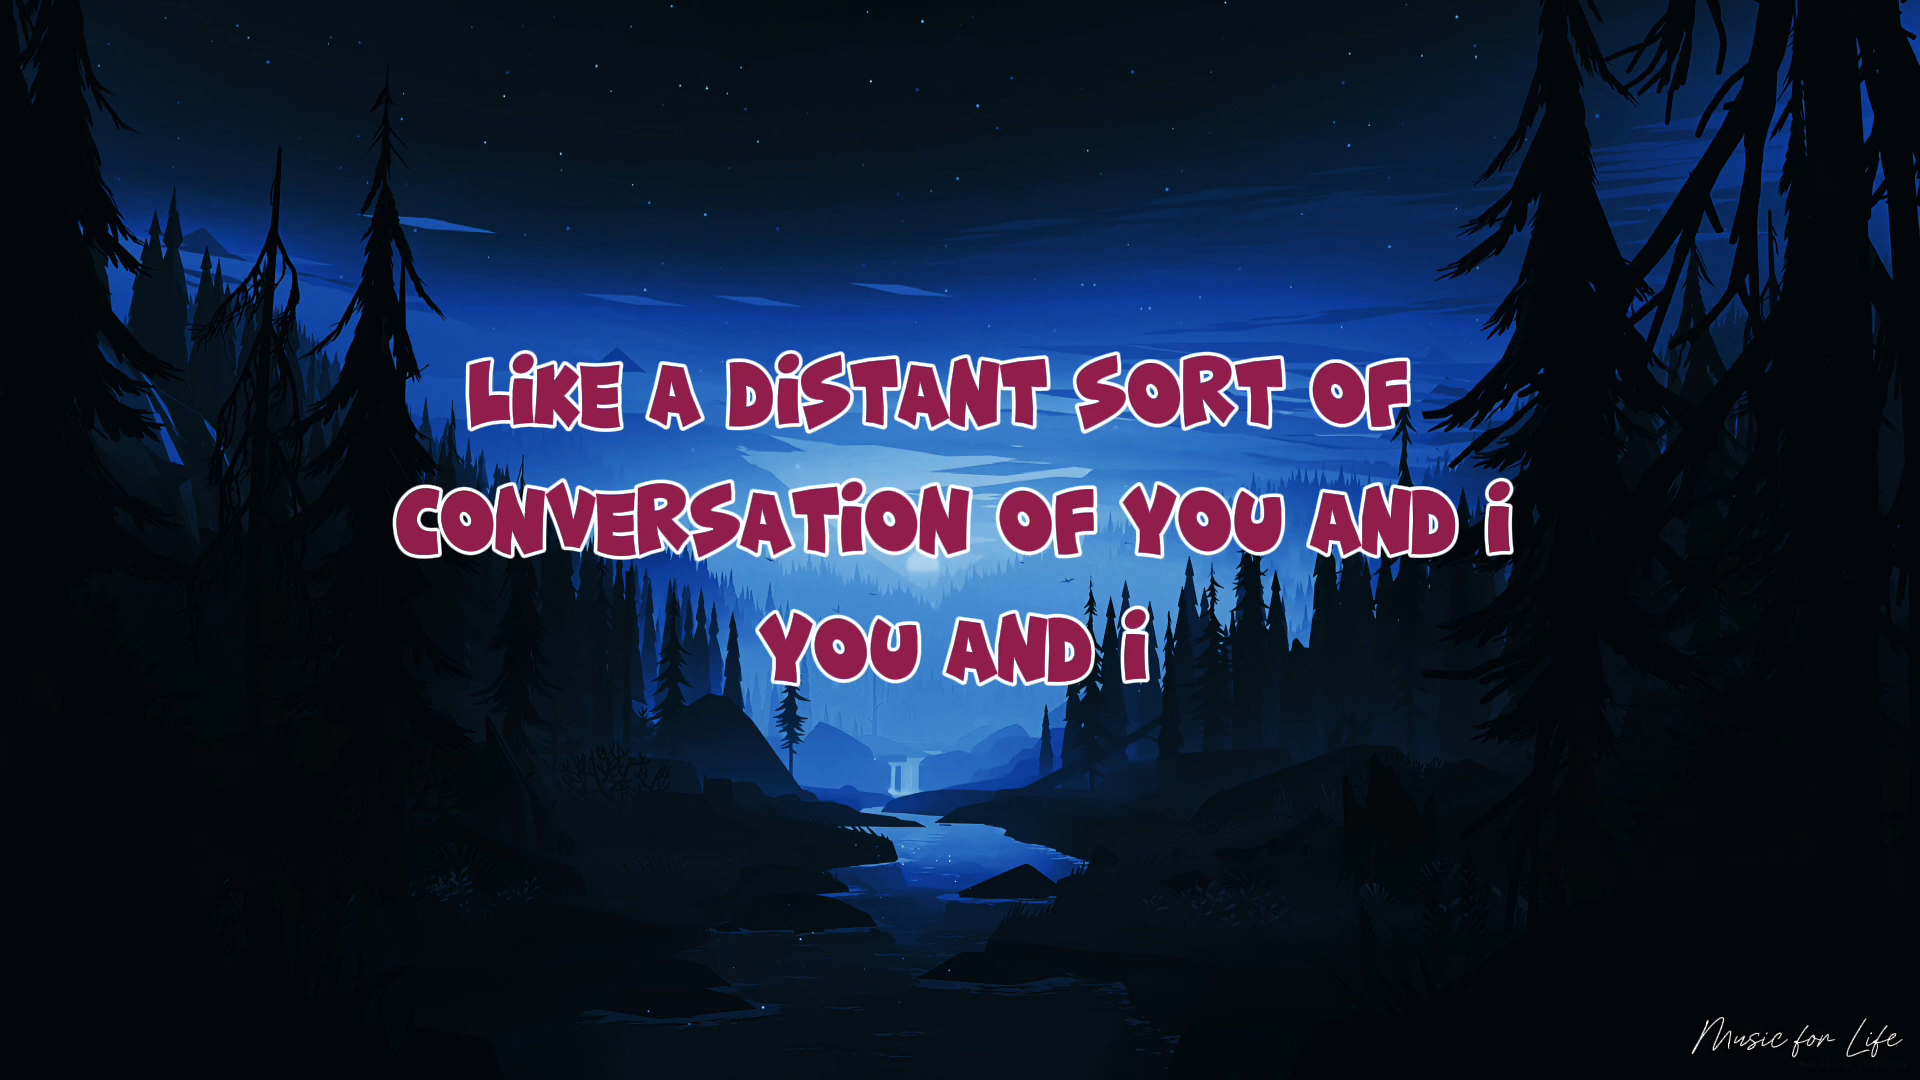 LiKE A DiSTANT SORT OF
CONVERSATiON OF YOU AND i
YOU AND i
Music for Life